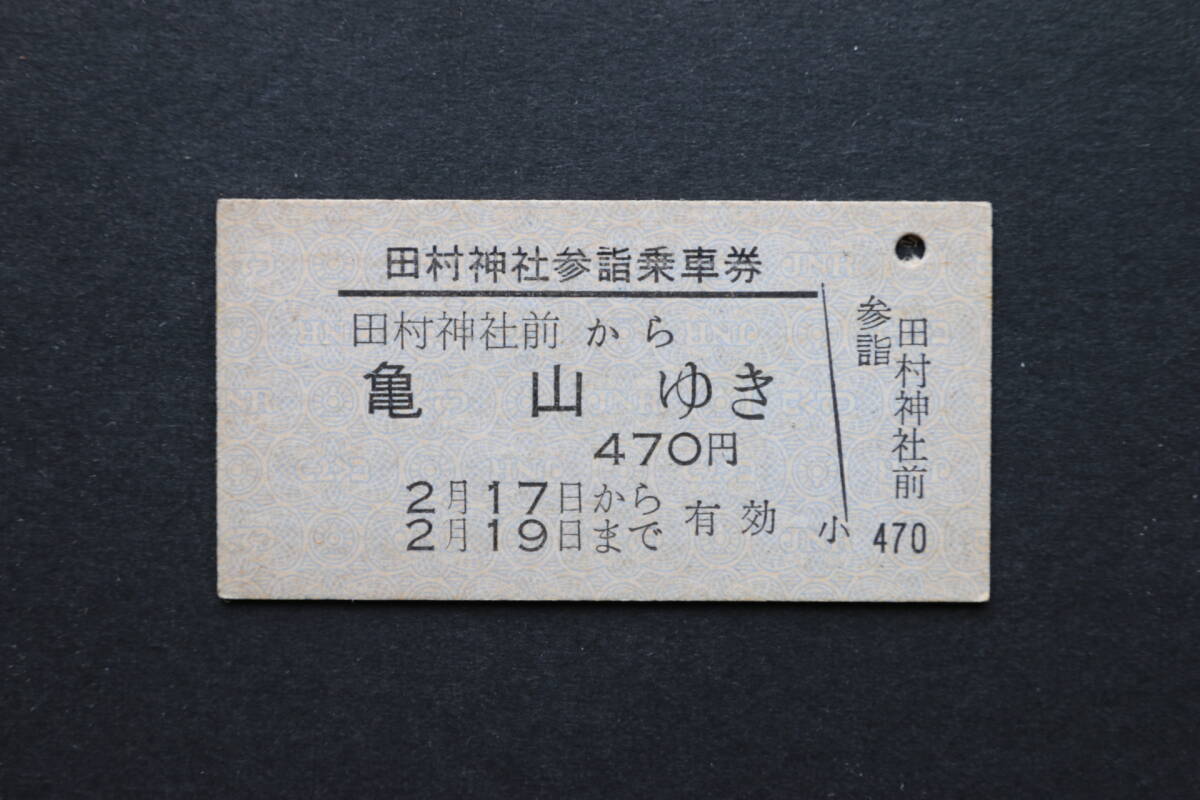 田村神社参詣乗車券
田村神社前 から
亀山 ゆき
470円
2月17日から
2月19日まで
有効
小
参詣
田村神社前
470